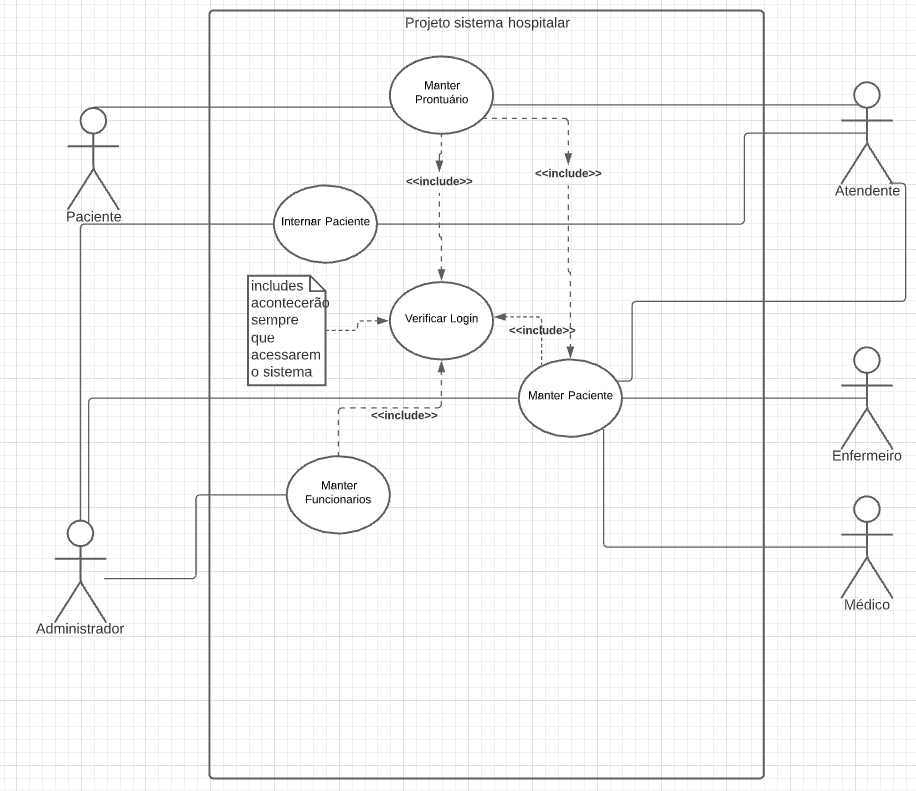 Projeto sistema hospitalar
Manter
Prontuário
<<include>>
<<include>>
Atendente
Paciente
Internar Paciente
includes
acontecerão
sempre
que
acessarem
o sistema
Verificar Login
<<include>>
Manter Paciente
<<include>>
Enfermeiro
Manter
Funcionarios
Médico
Administrador